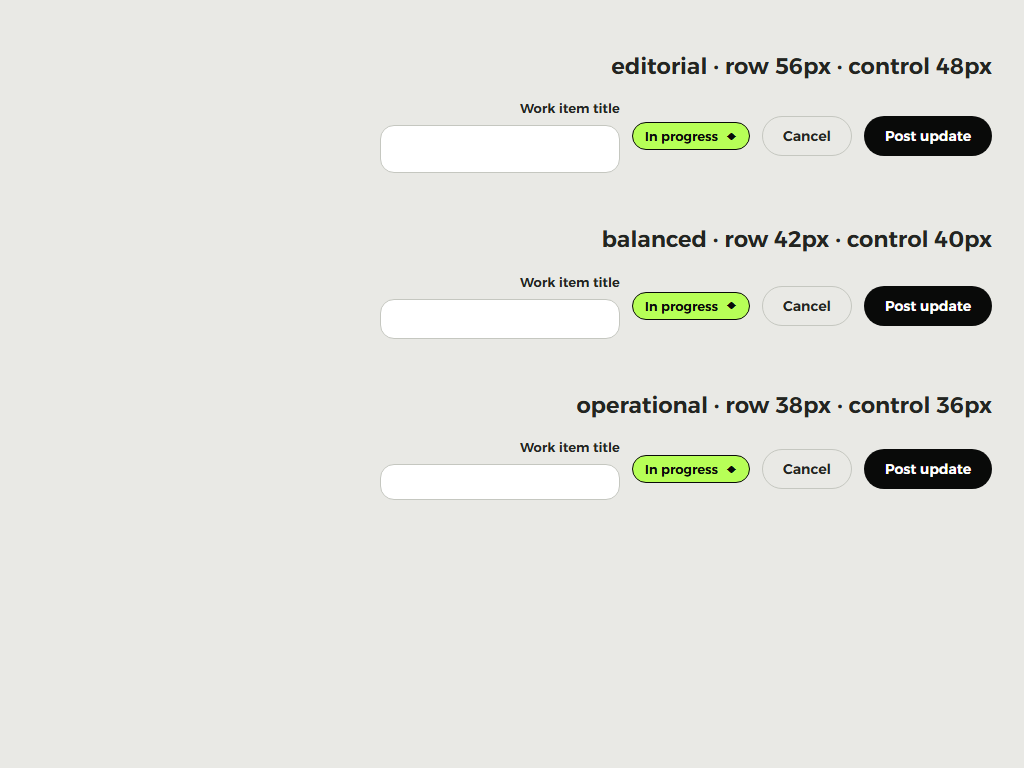 editorial · row 56px · control 48px
Work item title
In progress ◆ Cancel Post update
balanced · row 42px · control 40px
Work item title
In progress ◆ Cancel Post update
operational · row 38px · control 36px
Work item title
In progress ◆ Cancel Post update